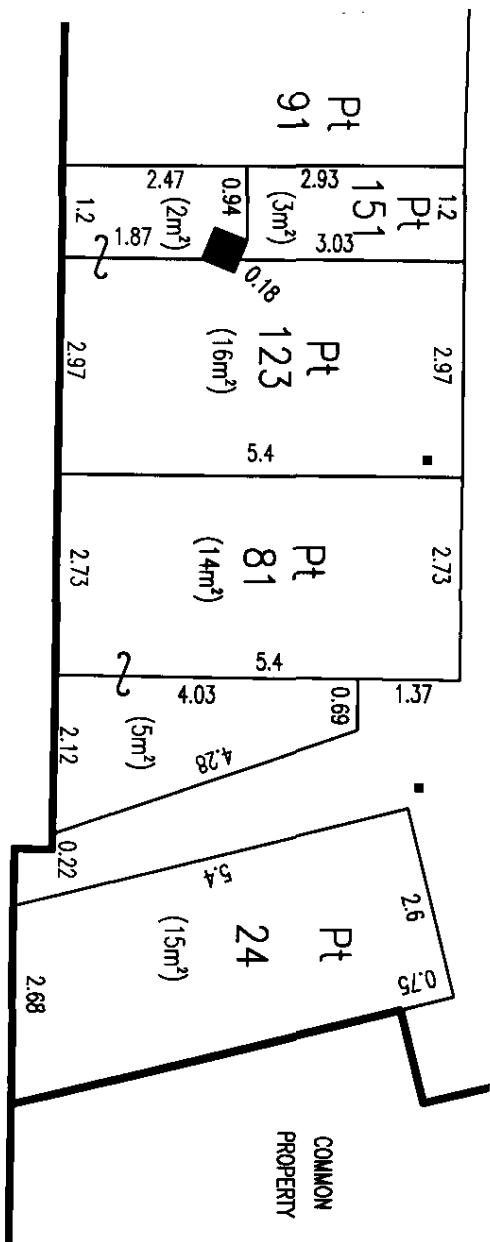 Pt
91
2.47
0.94
2.93
Pt
151
(3m²)
1.2
1.2
(2m²)
1.87
3.03
0.18
2.97
Pt
123
(16m²)
2.97
5.4
2.73
Pt
81
(14m²)
2.73
5.4
4.03
0.69
1.37
(5m²)
2.12
4.28
0.22
5.4
2.6
Pt
24
(15m²)
0.75
2.68
COMMON
PROPERTY